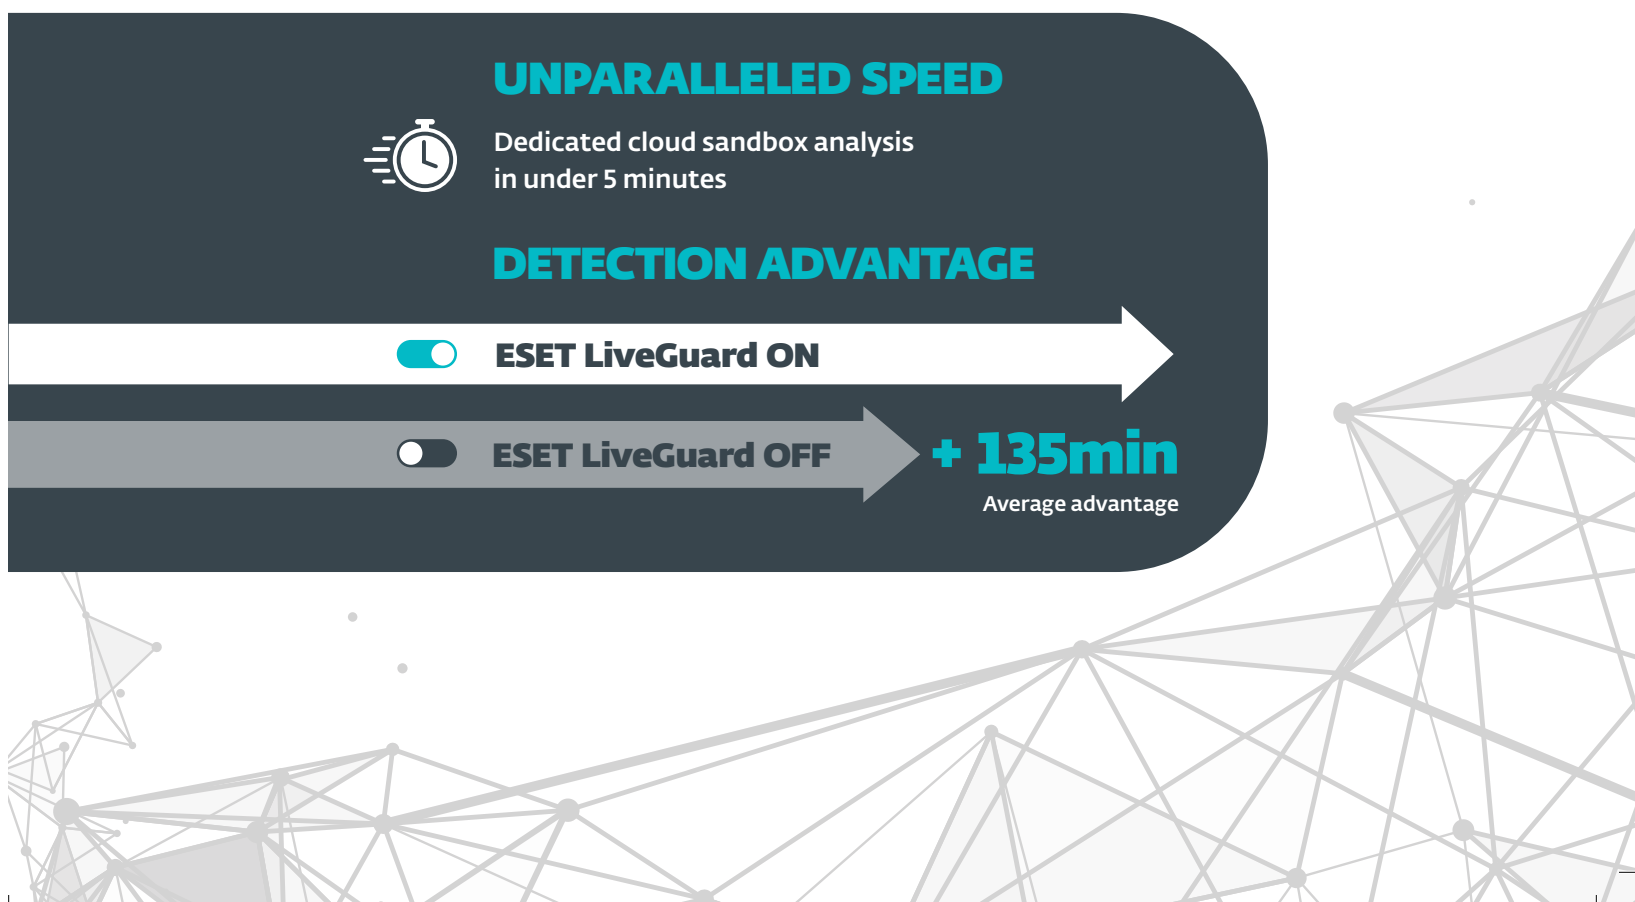 UNPARALLELED SPEED
Dedicated cloud sandbox analysis
in under 5 minutes
DETECTION ADVANTAGE
ESET LiveGuard ON
ESET LiveGuard OFF
+ 135min
Average advantage